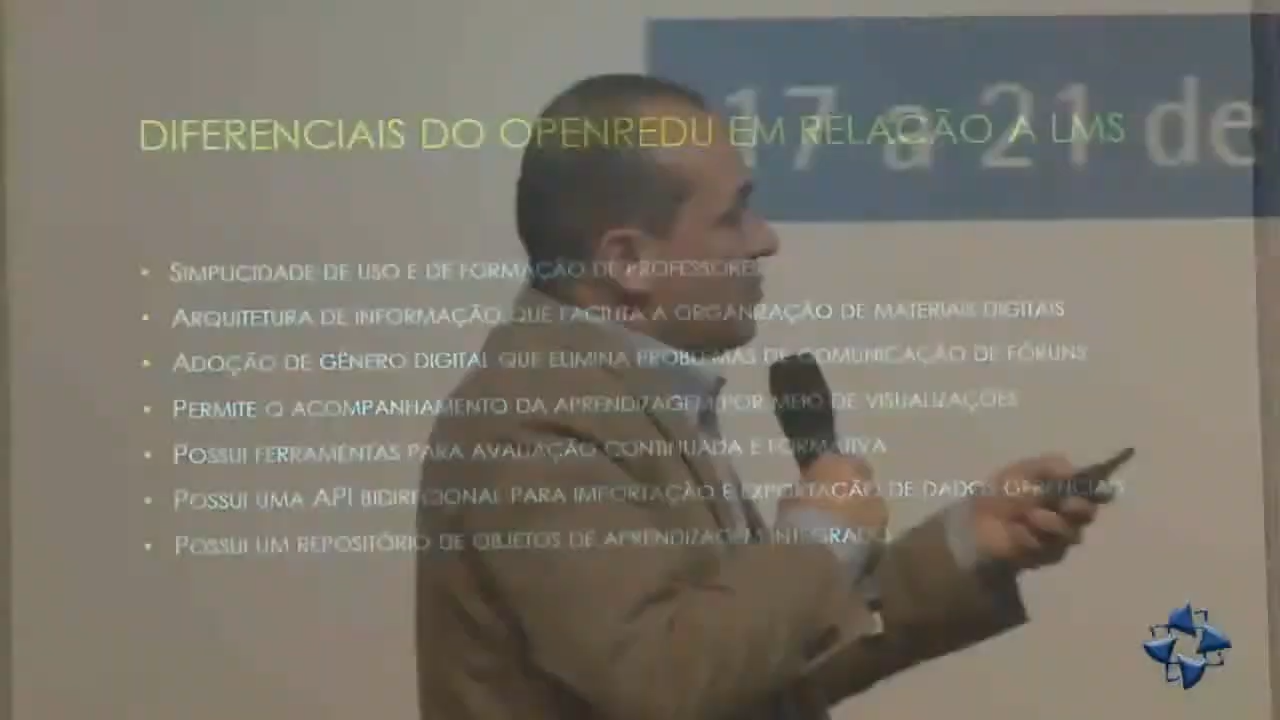 17 a 21 de
DIFERENCIAIS DO OPENREDU EM RELAÇÃO A LMS
• SIMPLICIDADE DE USO E DE FORMAÇÃO DE PROFESSORES
• ARQUITETURA DE INFORMAÇÃO QUE FACILITA A ORGANIZAÇÃO DE MATERIAIS DIGITAIS
• ADOÇÃO DE GÊNERO DIGITAL QUE ELIMINA PROBLEMAS DE COMUNICAÇÃO DE FÓRUNS
• PERMITE O ACOMPANHAMENTO DA APRENDIZAGEM POR MEIO DE VISUALIZAÇÕES
• POSSUI FERRAMENTAS PARA AVALIAÇÃO CONTINUADA E FORMATIVA
• POSSUI UMA API BIDIRECIONAL PARA IMPORTAÇÃO E EXPORTAÇÃO DE DADOS GERENCIAIS
• POSSUI UM REPOSITÓRIO DE OBJETOS DE APRENDIZAGEM INTEGRADO